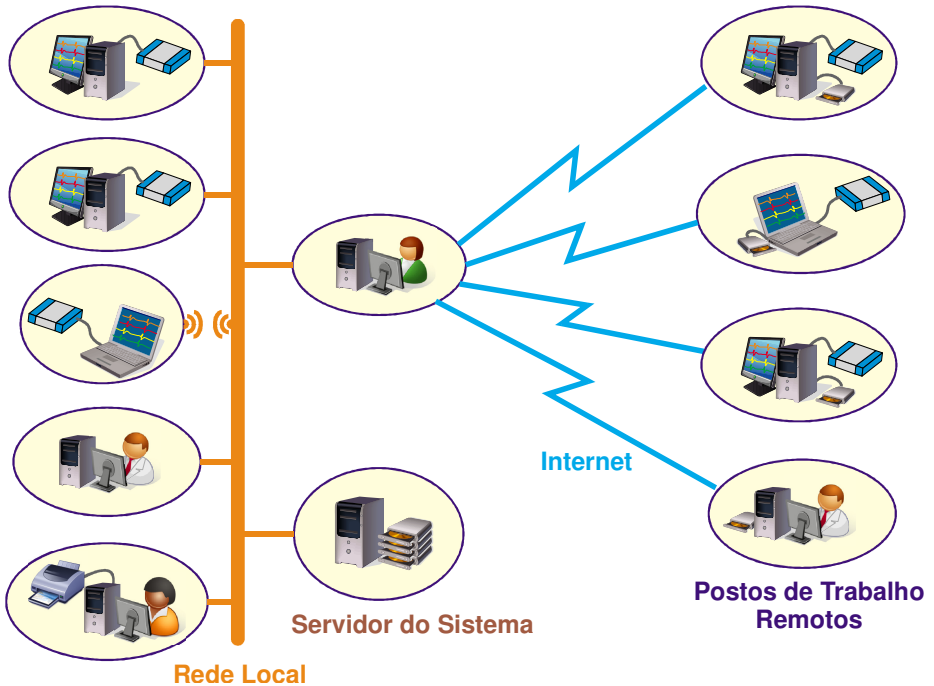 Internet
Postos de Trabalho
Remotos
Servidor do Sistema
Rede Local